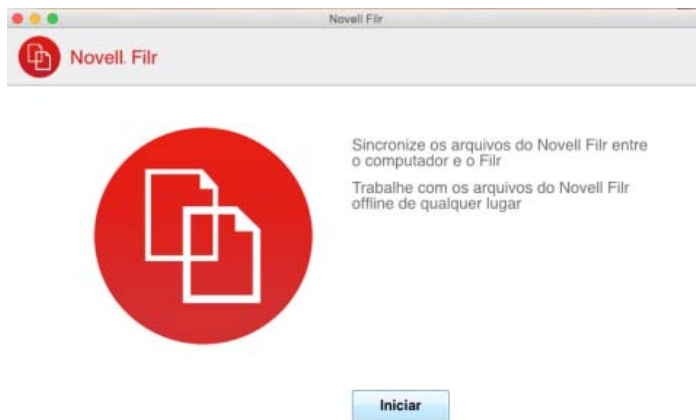 Novell Filr
Novell. Filr
Sincronize os arquivos do Novell Filr entre
o computador e o Filr
Trabalhe com os arquivos do Novell Filr
offline de qualquer lugar
Iniciar